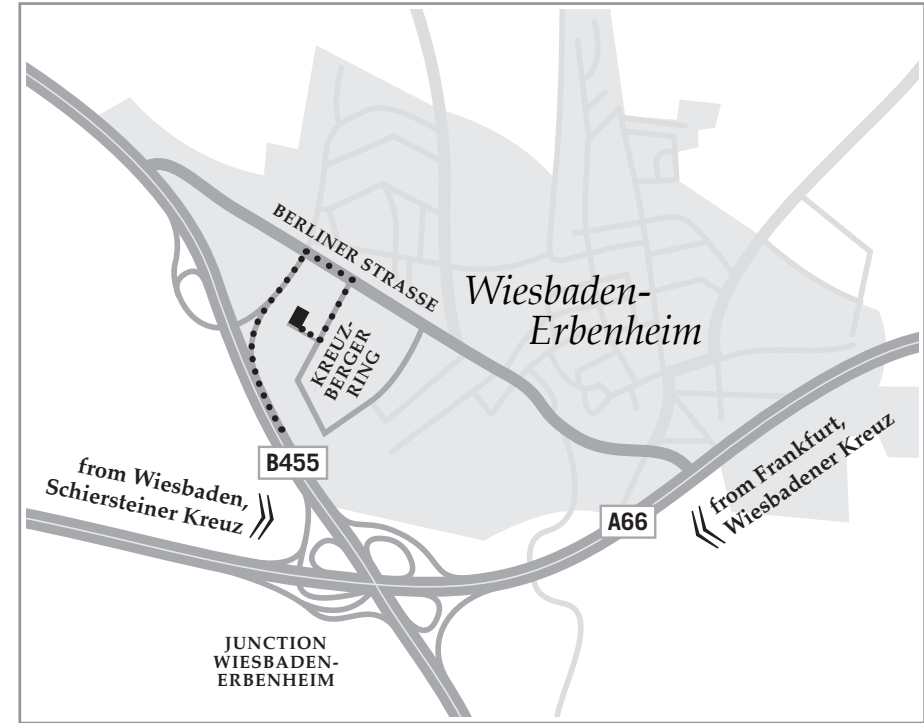 BERLINER STRASSE
Wiesbaden-
Erbenheim
KREUZ-
BERGER
RING
B455
from Wiesbaden,
Schiersteiner Kreuz
from Frankfurt,
Wiesbadener Kreuz
A66
JUNCTION
WIESBADEN-
ERBENHEIM